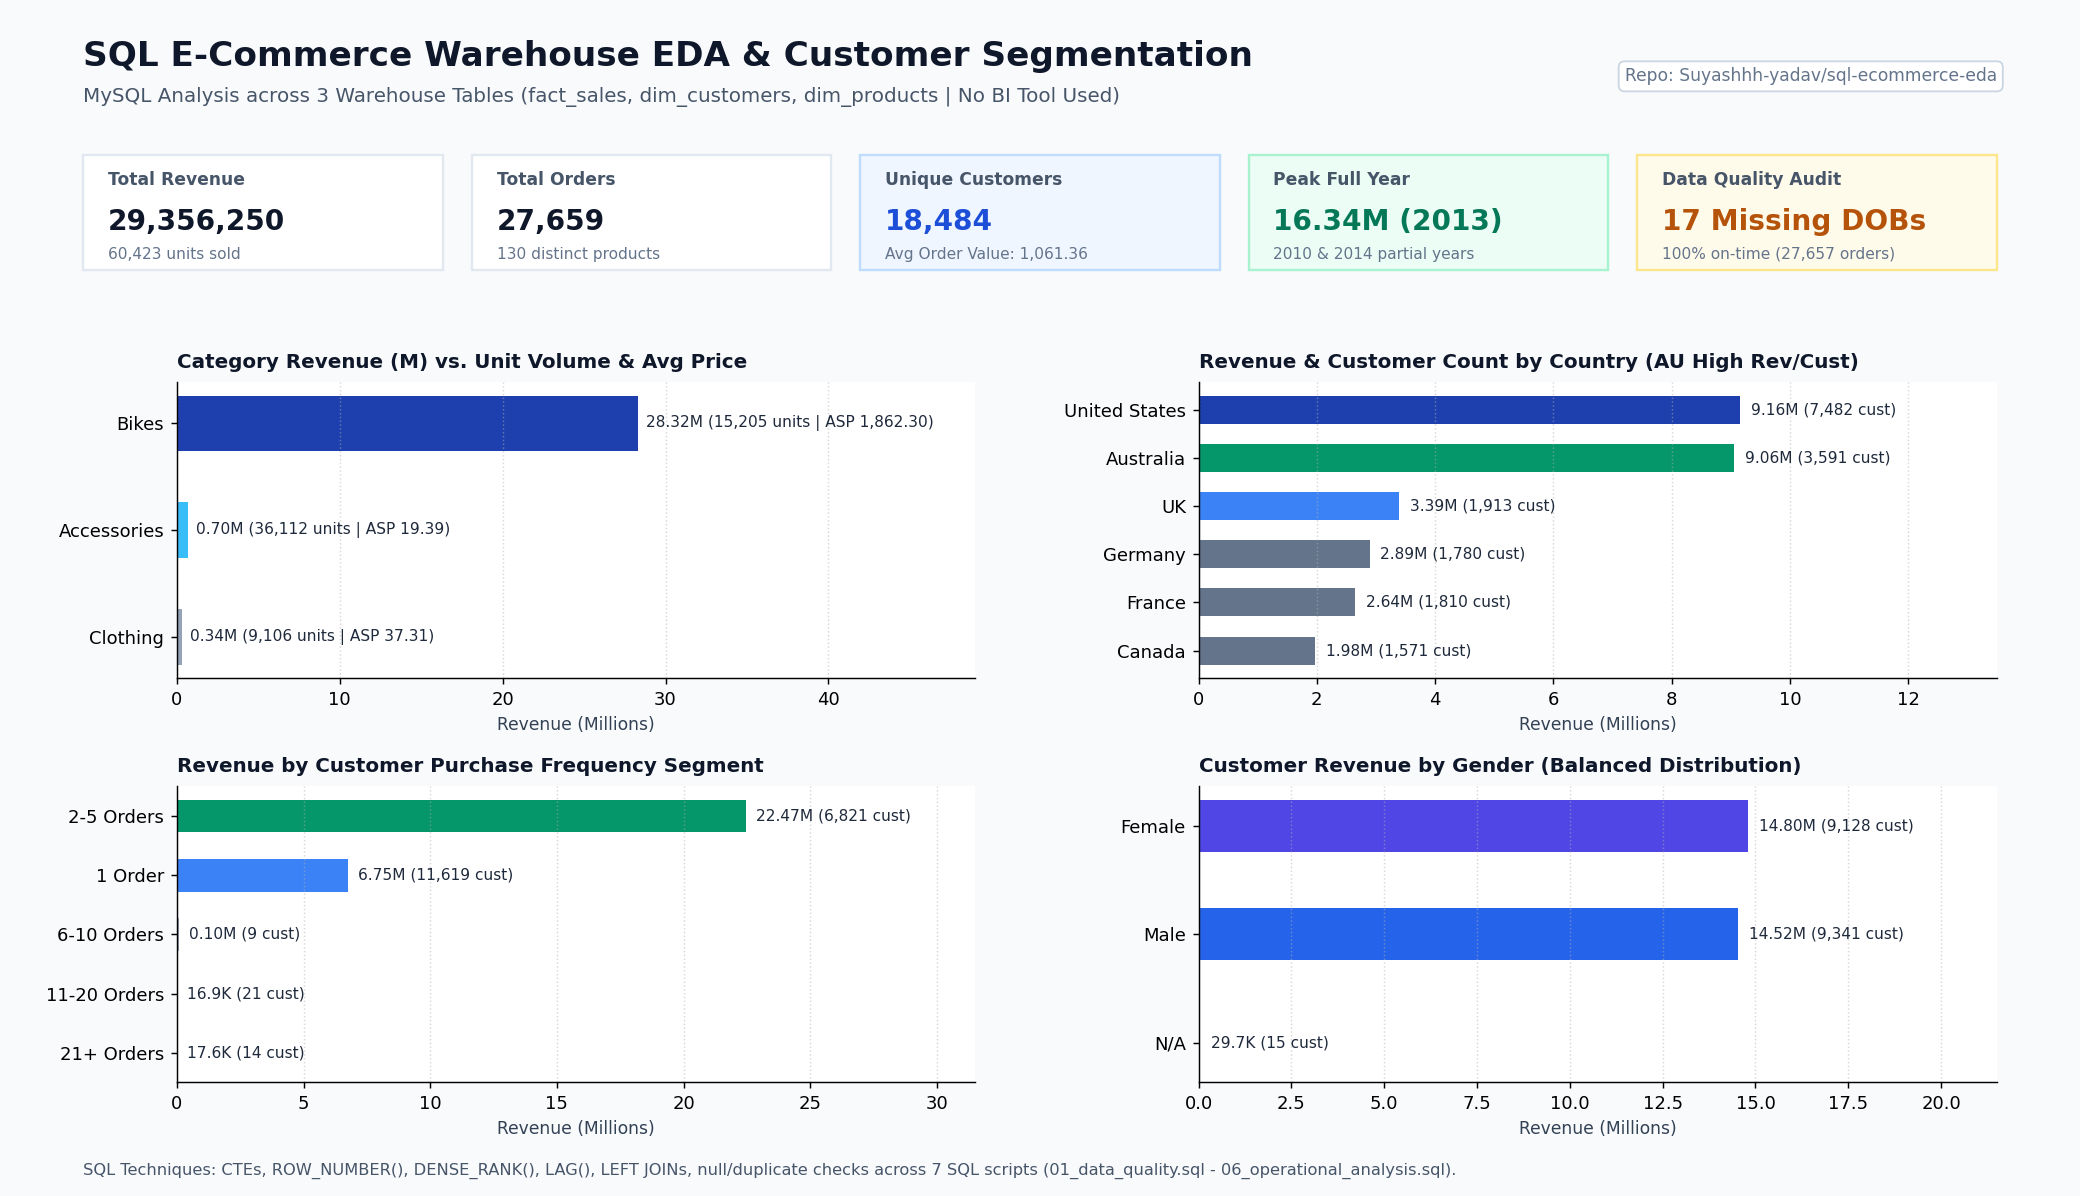 SQL E-Commerce Warehouse EDA & Customer Segmentation
MySQL Analysis across 3 Warehouse Tables (fact_sales, dim_customers, dim_products | No BI Tool Used)
Repo: Suyashhh-yadav/sql-ecommerce-eda
Total Revenue
29,356,250
60,423 units sold
Total Orders
27,659
130 distinct products
Unique Customers
18,484
Avg Order Value: 1,061.36
Peak Full Year
16.34M (2013)
2010 & 2014 partial years
Data Quality Audit
17 Missing DOBs
100% on-time (27,657 orders)
Category Revenue (M) vs. Unit Volume & Avg Price
Bikes
28.32M (15,205 units | ASP 1,862.30)
Accessories
0.70M (36,112 units | ASP 19.39)
Clothing
0.34M (9,106 units | ASP 37.31)
0 10 20 30 40
Revenue (Millions)
Revenue & Customer Count by Country (AU High Rev/Cust)
United States
9.16M (7,482 cust)
Australia
9.06M (3,591 cust)
UK
3.39M (1,913 cust)
Germany
2.89M (1,780 cust)
France
2.64M (1,810 cust)
Canada
1.98M (1,571 cust)
0 2 4 6 8 10 12
Revenue (Millions)
Revenue by Customer Purchase Frequency Segment
2-5 Orders
22.47M (6,821 cust)
1 Order
6.75M (11,619 cust)
6-10 Orders
0.10M (9 cust)
11-20 Orders
16.9K (21 cust)
21+ Orders
17.6K (14 cust)
0 5 10 15 20 25 30
Revenue (Millions)
Customer Revenue by Gender (Balanced Distribution)
Female
14.80M (9,128 cust)
Male
14.52M (9,341 cust)
N/A
29.7K (15 cust)
0.0 2.5 5.0 7.5 10.0 12.5 15.0 17.5 20.0
Revenue (Millions)
SQL Techniques: CTEs, ROW_NUMBER(), DENSE_RANK(), LAG(), LEFT JOINs, null/duplicate checks across 7 SQL scripts (01_data_quality.sql - 06_operational_analysis.sql).